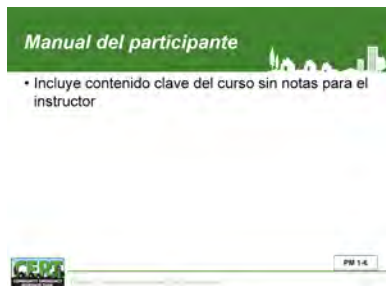 Manual del participante
• Incluye contenido clave del curso sin notas para el
instructor
PM 1-6
CERT